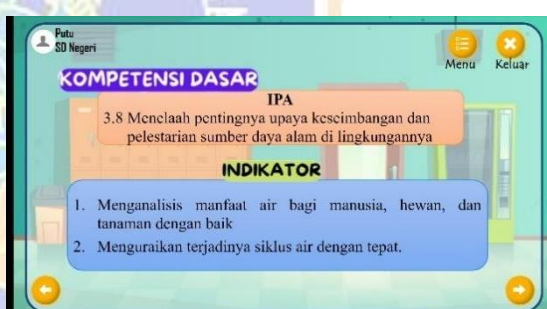 Putu
SD Negeri
Menu
Keluar
KOMPETENSI DASAR
IPA
3.8 Menelaah pentingnya upaya keseimbangan dan
pelestarian sumber daya alam di lingkungannya
INDIKATOR
1. Menganalisis manfaat air bagi manusia, hewan, dan
tanaman dengan baik
2. Menguraikan terjadinya siklus air dengan tepat.